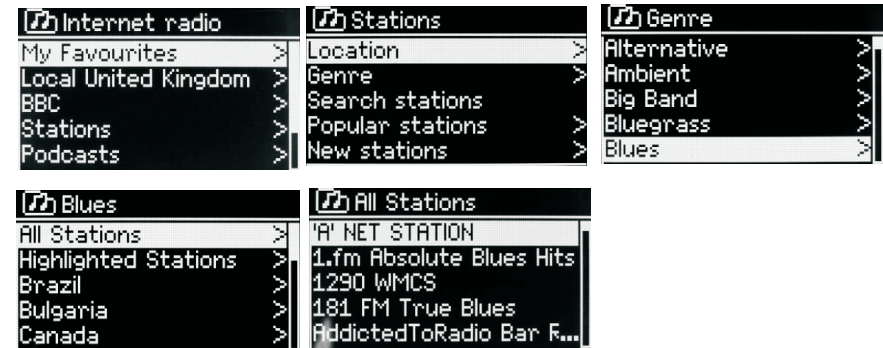 Internet radio
My Favourites >
Local United Kingdom >
BBC >
Stations >
Podcasts >
Stations
Location >
Genre >
Search stations
Popular stations >
New stations >
Genre
Alternative >
Ambient >
Big Band >
Bluegrass >
Blues >
Blues
All Stations >
Highlighted Stations >
Brazil >
Bulgaria >
Canada >
All Stations
'A' NET STATION
1.fm Absolute Blues Hits
1290 WMCS
181 FM True Blues
AddictedToRadio Bar R...